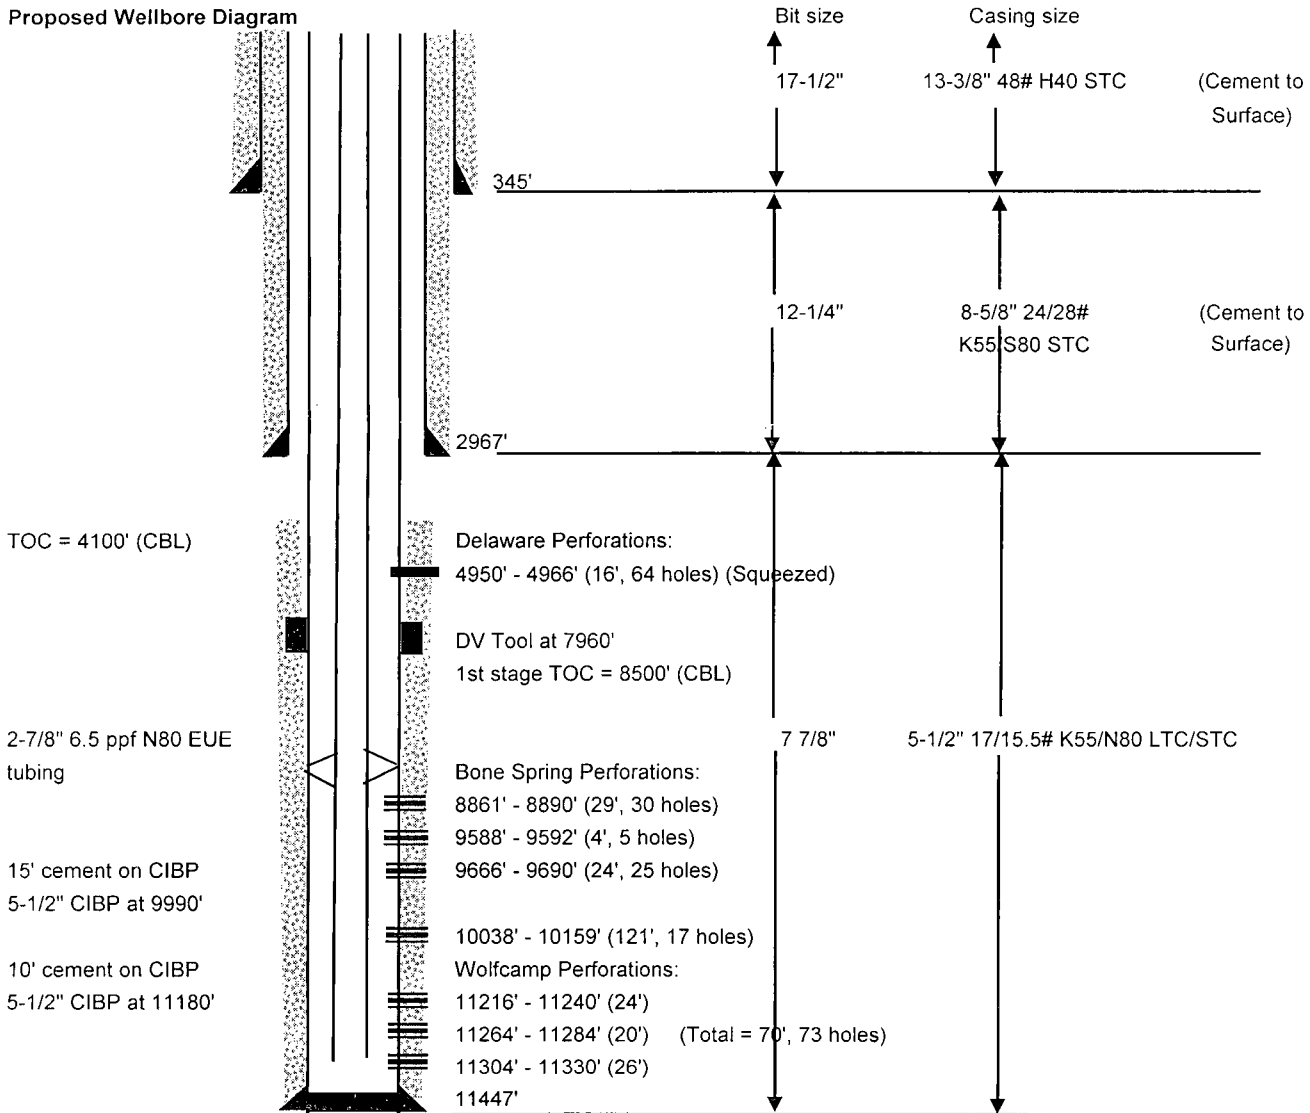 Proposed Wellbore Diagram
Bit size
Casing size
17-1/2"
13-3/8" 48# H40 STC
(Cement to
Surface)
345'
12-1/4"
8-5/8" 24/28#
K55/S80 STC
(Cement to
Surface)
2967'
TOC = 4100' (CBL)
Delaware Perforations:
4950' - 4966' (16', 64 holes) (Squeezed)
DV Tool at 7960'
1st stage TOC = 8500' (CBL)
2-7/8" 6.5 ppf N80 EUE
tubing
7 7/8"
5-1/2" 17/15.5# K55/N80 LTC/STC
Bone Spring Perforations:
8861' - 8890' (29', 30 holes)
9588' - 9592' (4', 5 holes)
9666' - 9690' (24', 25 holes)
15' cement on CIBP
5-1/2" CIBP at 9990'
10038' - 10159' (121', 17 holes)
10' cement on CIBP
5-1/2" CIBP at 11180'
Wolfcamp Perforations:
11216' - 11240' (24')
11264' - 11284' (20') (Total = 70', 73 holes)
11304' - 11330' (26')
11447'